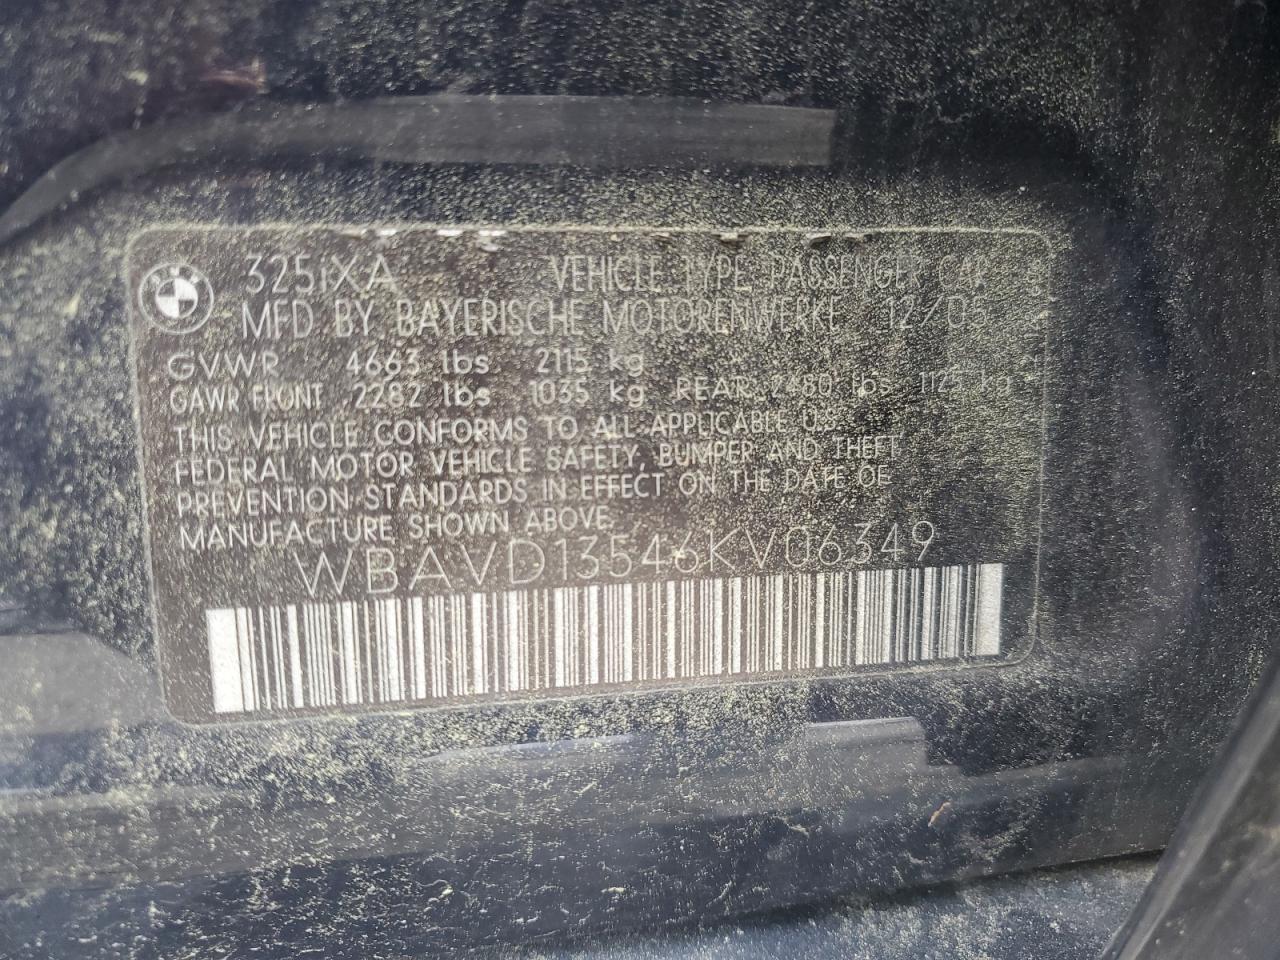 325iXA VEHICLE TYPE PASSENGER CAR
MFD BY BAYERISCHE MOTORENWERKE 12/05
GVWR 4663 lbs 2115 kg
GAWR FRONT 2282 lbs 1035 kg REAR 2480 lbs 1125 kg
THIS VEHICLE CONFORMS TO ALL APPLICABLE U.S.
FEDERAL MOTOR VEHICLE SAFETY, BUMPER AND THEFT
PREVENTION STANDARDS IN EFFECT ON THE DATE OF
MANUFACTURE SHOWN ABOVE.
WBAVD13546KV06349